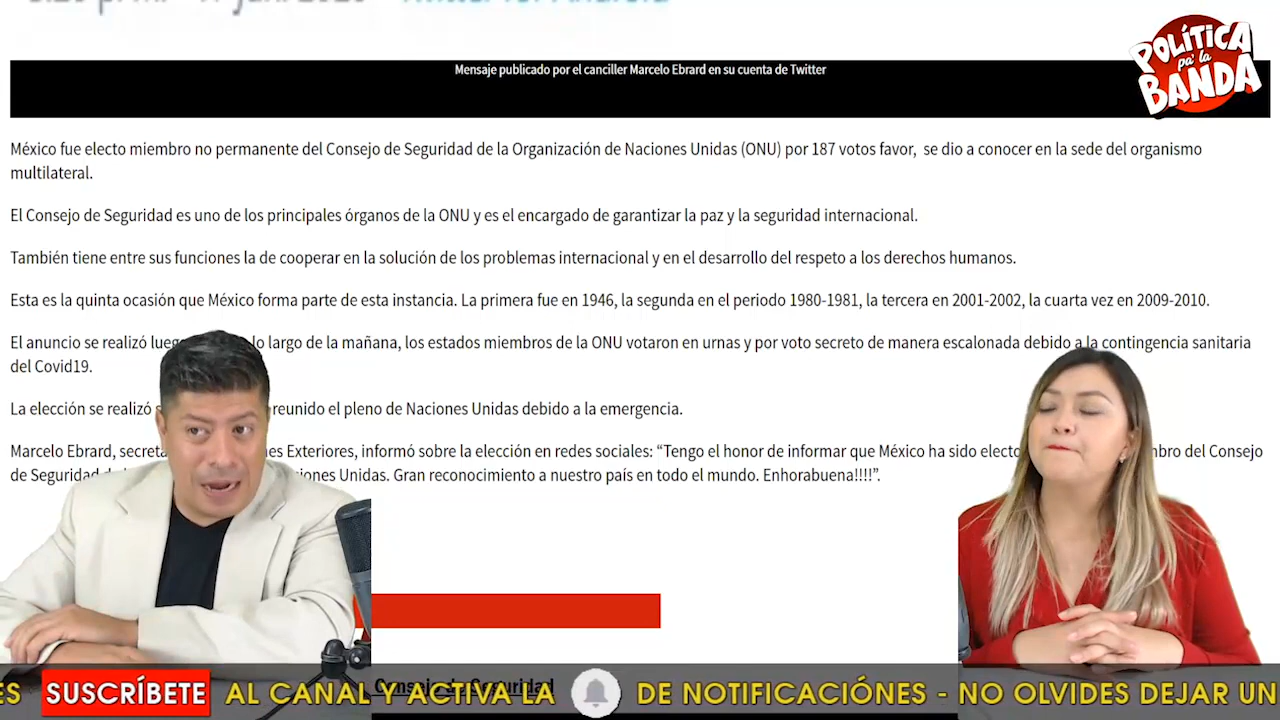 POLÍTICA
pa' la
BANDA
Mensaje publicado por el canciller Marcelo Ebrard en su cuenta de Twitter
México fue electo miembro no permanente del Consejo de Seguridad de la Organización de Naciones Unidas (ONU) por 187 votos favor, se dio a conocer en la sede del organismo
multilateral.
El Consejo de Seguridad es uno de los principales órganos de la ONU y es el encargado de garantizar la paz y la seguridad internacional.
También tiene entre sus funciones la de cooperar en la solución de los problemas internacional y en el desarrollo del respeto a los derechos humanos.
Esta es la quinta ocasión que México forma parte de esta instancia. La primera fue en 1946, la segunda en el periodo 1980-1981, la tercera en 2001-2002, la cuarta vez en 2009-2010.
El anuncio se realizó lo largo de la mañana, los estados miembros de la ONU votaron en urnas y por voto secreto de manera escalonada debido a la contingencia sanitaria
del Covid19.
La elección se realizó reunido el pleno de Naciones Unidas debido a la emergencia.
Marcelo Ebrard, Exteriores, informó sobre la elección en redes sociales: “Tengo el honor de informar que México ha sido electo del Consejo
de Seguridad Unidas. Gran reconocimiento a nuestro país en todo el mundo. Enhorabuena!!!!”.
Consejo de Seguridad
ES SUSCRÍBETE AL CANAL Y ACTIVA LA DE NOTIFICACIÓNES - NO OLVIDES DEJAR UN